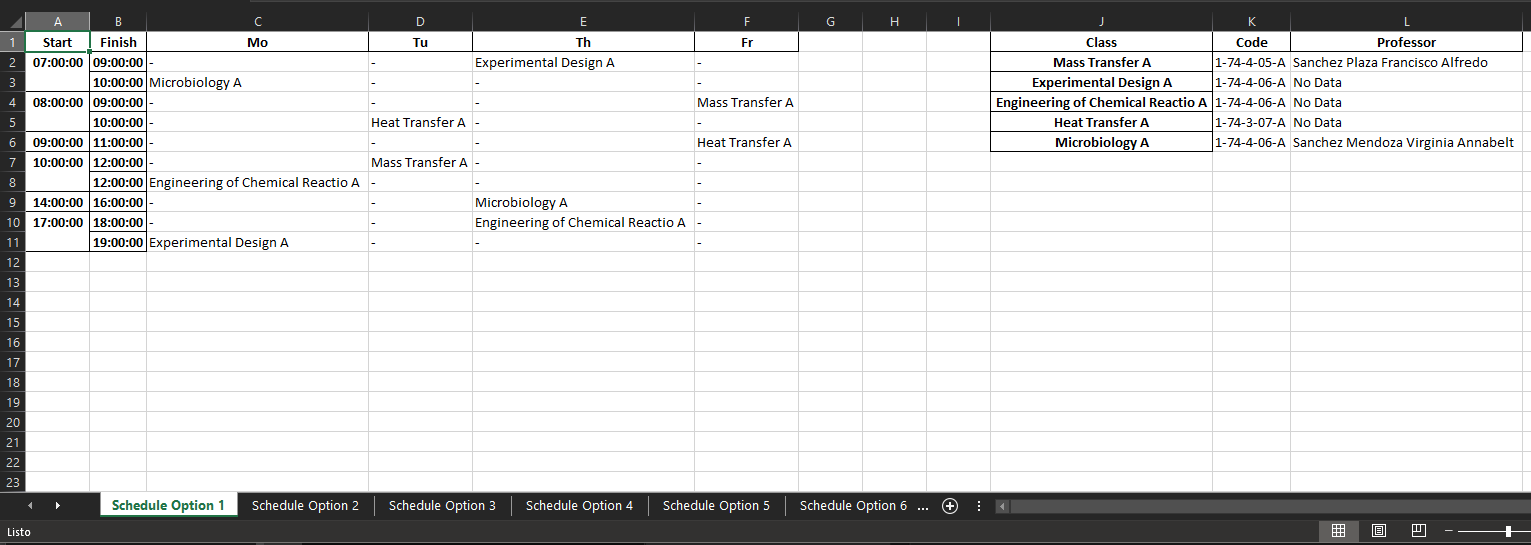 A B C D E F G H I J K L
1 Start Finish Mo Tu Th Fr Class Code Professor
2 07:00:00 09:00:00 - - Experimental Design A - Mass Transfer A 1-74-4-05-A Sanchez Plaza Francisco Alfredo
3 10:00:00 Microbiology A - - - Experimental Design A 1-74-4-06-A No Data
4 08:00:00 09:00:00 - - - Mass Transfer A Engineering of Chemical Reactio A 1-74-4-06-A No Data
5 10:00:00 - Heat Transfer A - - Heat Transfer A 1-74-3-07-A No Data
6 09:00:00 11:00:00 - - - Heat Transfer A Microbiology A 1-74-4-06-A Sanchez Mendoza Virginia Annabelt
7 10:00:00 12:00:00 - Mass Transfer A - -
8 12:00:00 Engineering of Chemical Reactio A - - -
9 14:00:00 16:00:00 - - Microbiology A -
10 17:00:00 18:00:00 - - Engineering of Chemical Reactio A -
11 19:00:00 Experimental Design A - - -
12
13
14
15
16
17
18
19
20
21
22
23
Schedule Option 1 Schedule Option 2 Schedule Option 3 Schedule Option 4 Schedule Option 5 Schedule Option 6 ...
Listo